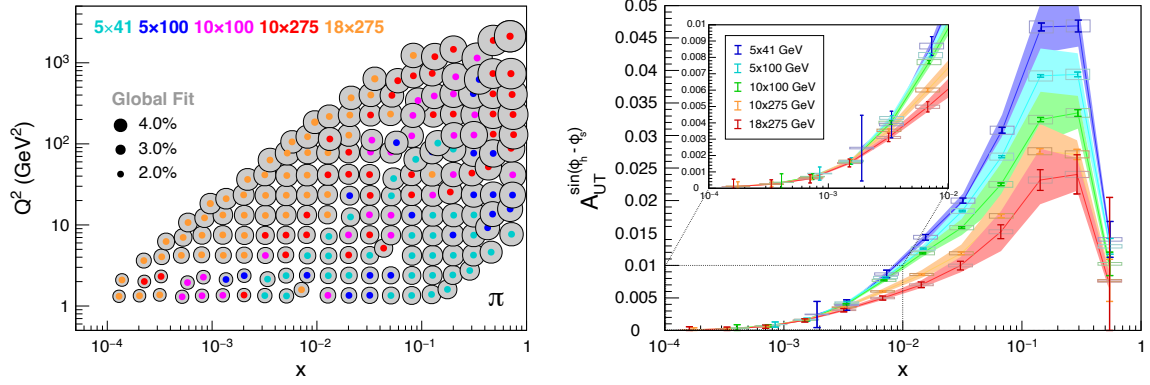 5×41 5×100 10×100 10×275 18×275
Global Fit
4.0%
3.0%
2.0%
Q² (GeV²)
10³
10²
10
1
π
10⁻⁴ 10⁻³ 10⁻² 10⁻¹ 1
x
A_UT^sin(φ_h - φ_s)
0.05
0.045
0.04
0.035
0.03
0.025
0.02
0.015
0.01
0.005
0
0.01
0.009
0.008
0.007
0.006
0.005
0.004
0.003
0.002
0.001
0
5x41 GeV
5x100 GeV
10x100 GeV
10x275 GeV
18x275 GeV
10⁻⁴ 10⁻³ 10⁻²
10⁻⁴ 10⁻³ 10⁻² 10⁻¹ 1
x